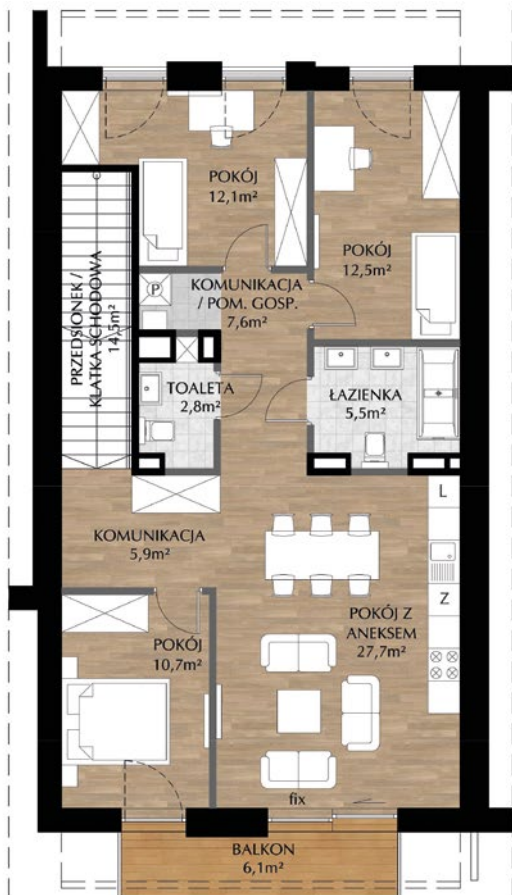 POKÓJ
12,1m²
POKÓJ
12,5m²
PRZEDSIONEK /
KLATKA SCHODOWA
14,5m²
P
KOMUNIKACJA
/ POM. GOSP.
7,6m²
TOALETA
2,8m²
ŁAZIENKA
5,5m²
L
KOMUNIKACJA
5,9m²
Z
POKÓJ Z
ANEKSEM
27,7m²
POKÓJ
10,7m²
fix
BALKON
6,1m²